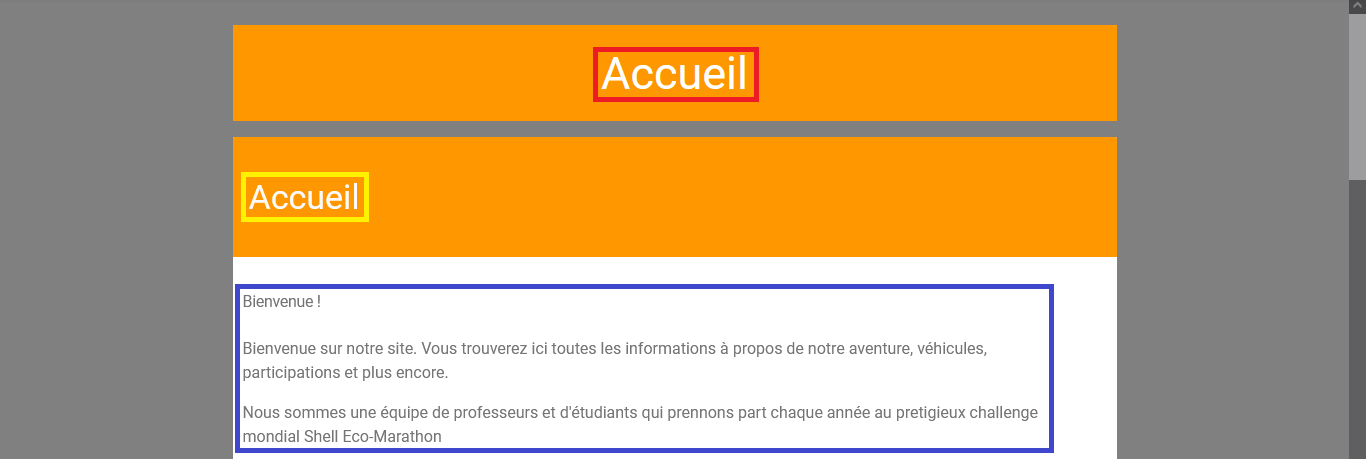 Accueil
Accueil
Bienvenue !
Bienvenue sur notre site. Vous trouverez ici toutes les informations à propos de notre aventure, véhicules,
participations et plus encore.
Nous sommes une équipe de professeurs et d'étudiants qui prennons part chaque année au pretigieux challenge
mondial Shell Eco-Marathon